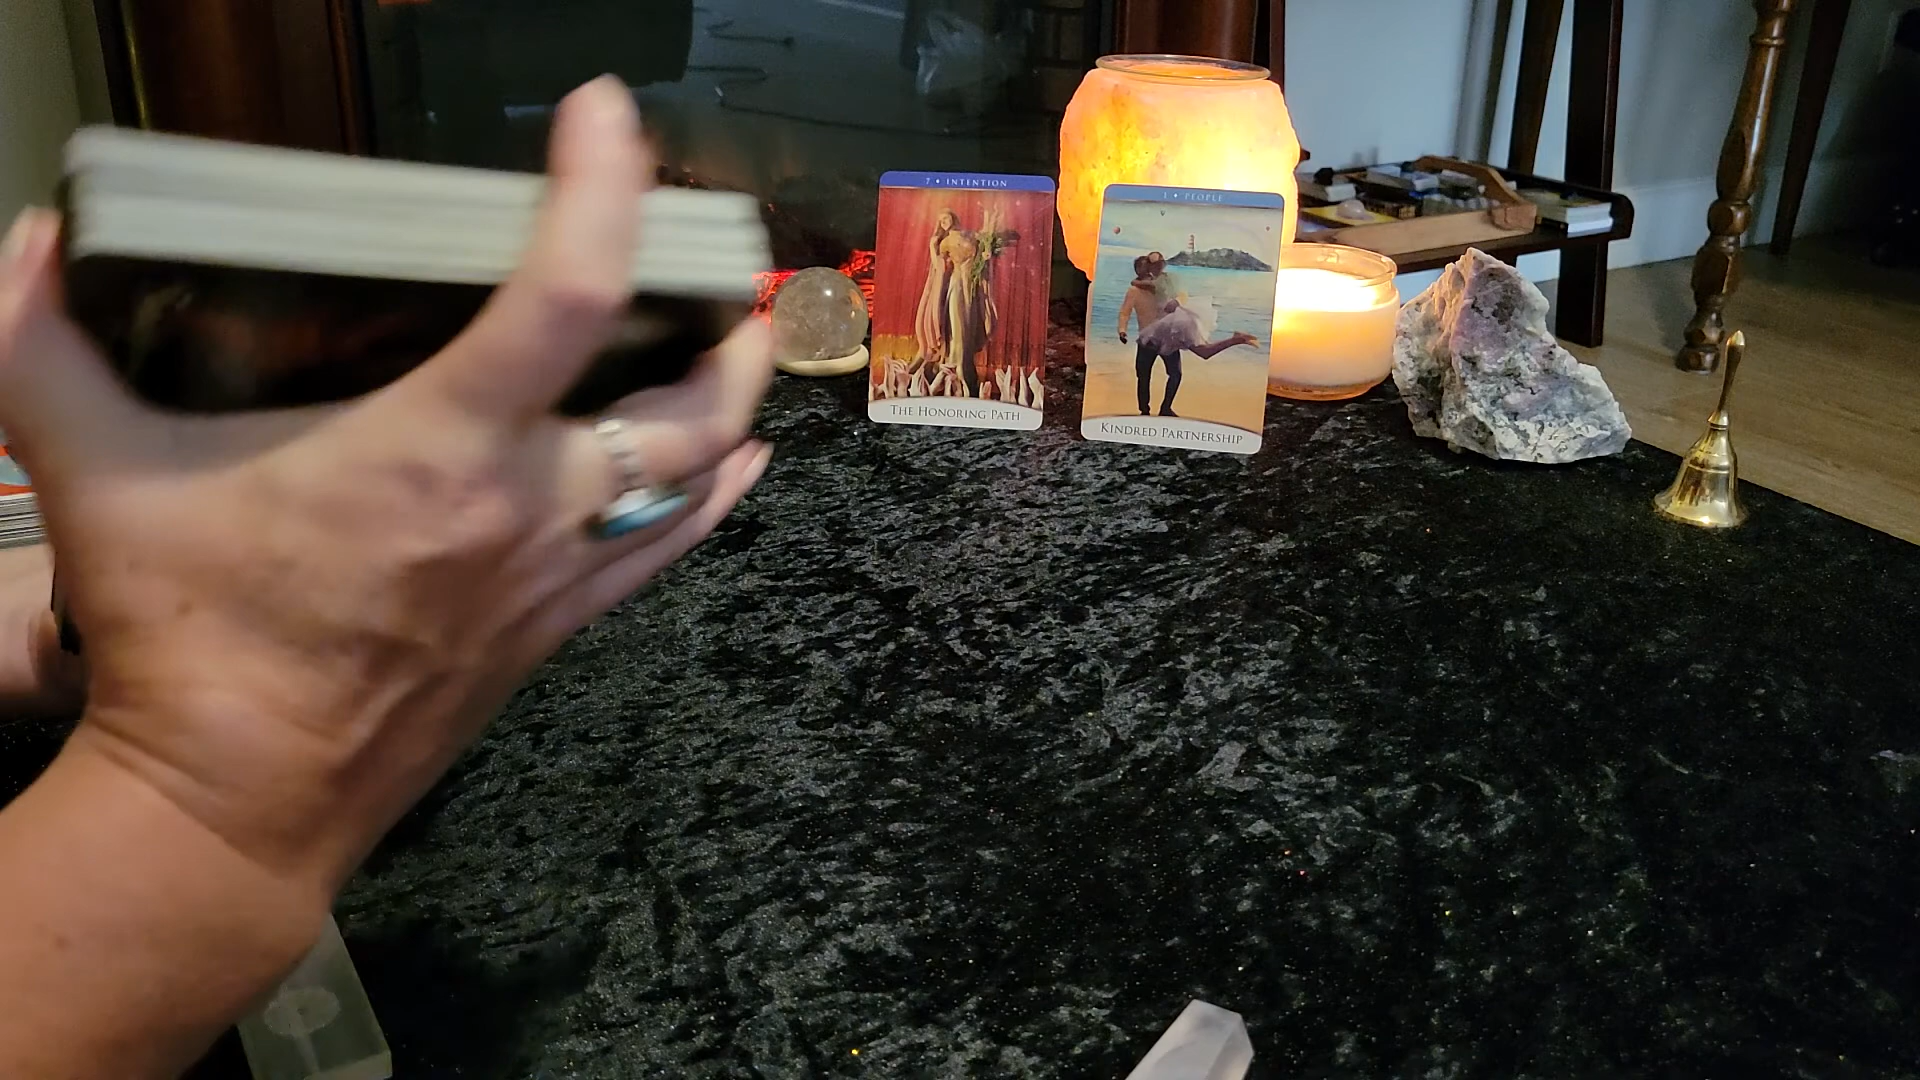 7 • INTENTION
THE HONORING PATH
1 • PEOPLE
KINDRED PARTNERSHIP